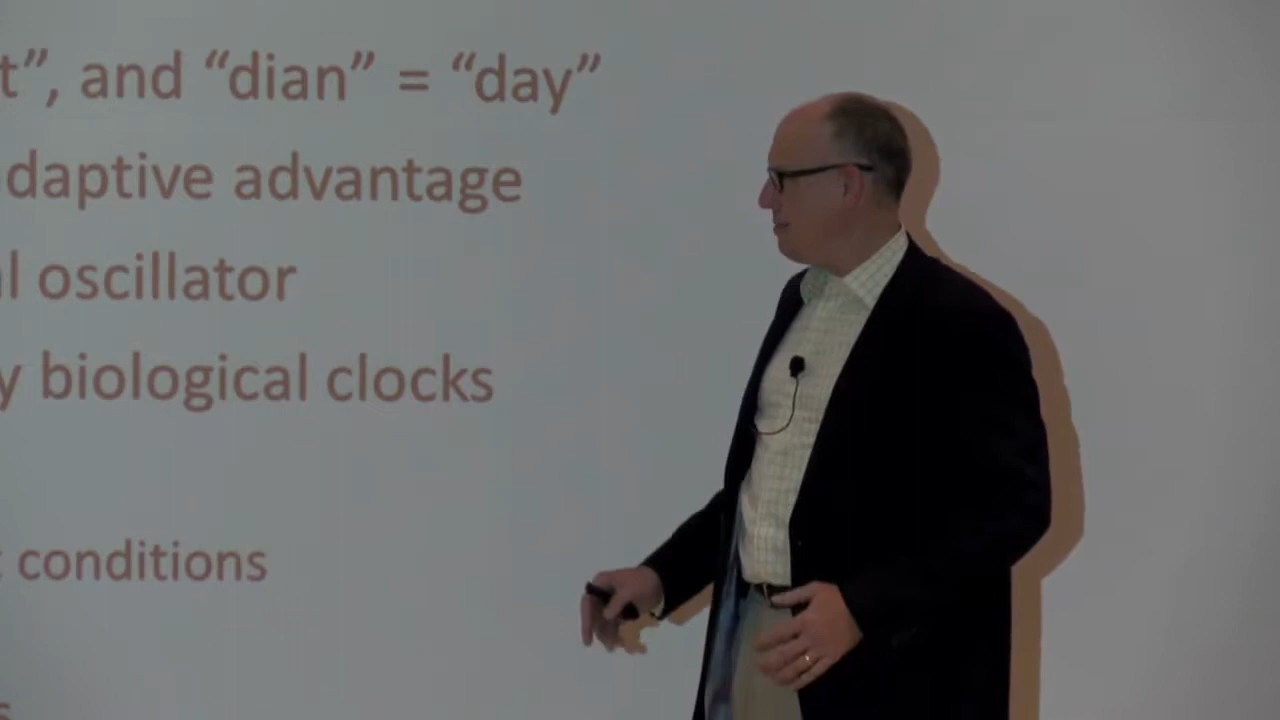 t”, and “dian” = “day”
daptive advantage
l oscillator
y biological clocks
conditions
s